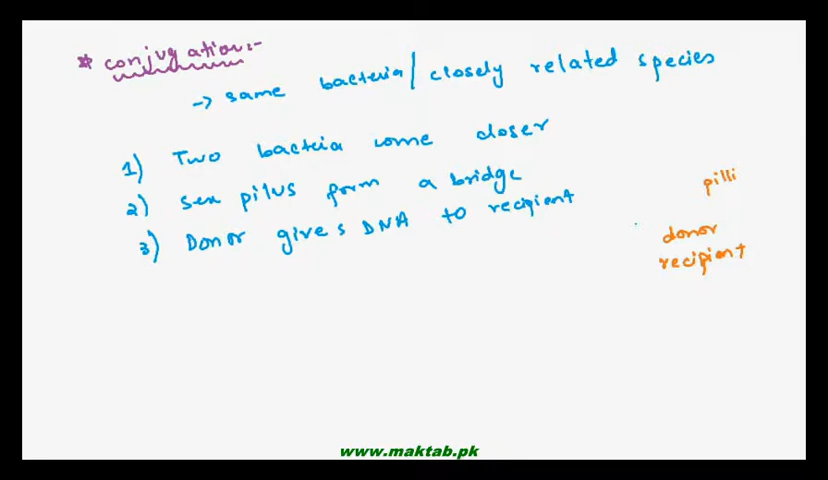 * conjugation:-
-> same bacteria/closely related species
1) Two bacteria come closer
2) sex pilus form a bridge
3) Donor gives DNA to recipient
pilli
donor
recipient
www.maktab.pk